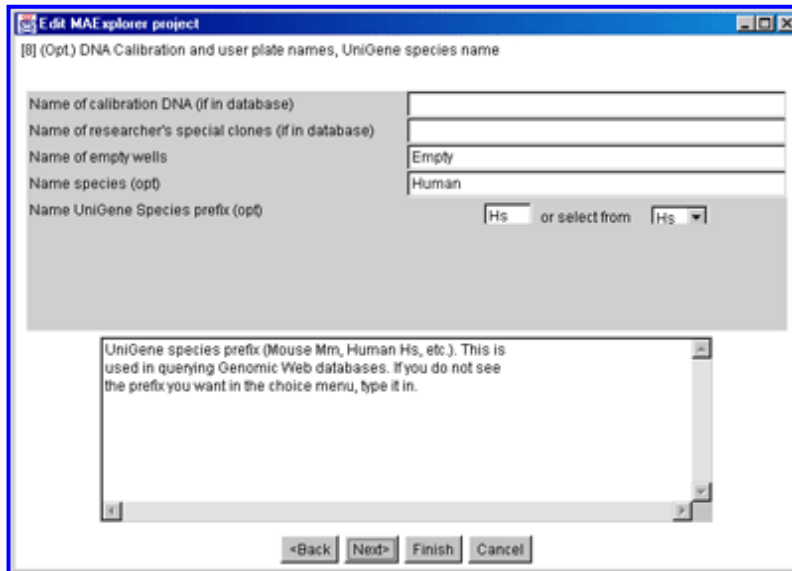 Edit MAExplorer project
[8] (Opt.) DNA Calibration and user plate names, UniGene species name
Name of calibration DNA (if in database)
Name of researcher's special clones (if in database)
Name of empty wells Empty
Name species (opt) Human
Name UniGene Species prefix (opt) Hs or select from Hs
UniGene species prefix (Mouse Mm, Human Hs, etc.). This is
used in querying Genomic Web databases. If you do not see
the prefix you want in the choice menu, type it in.
<Back Next> Finish Cancel